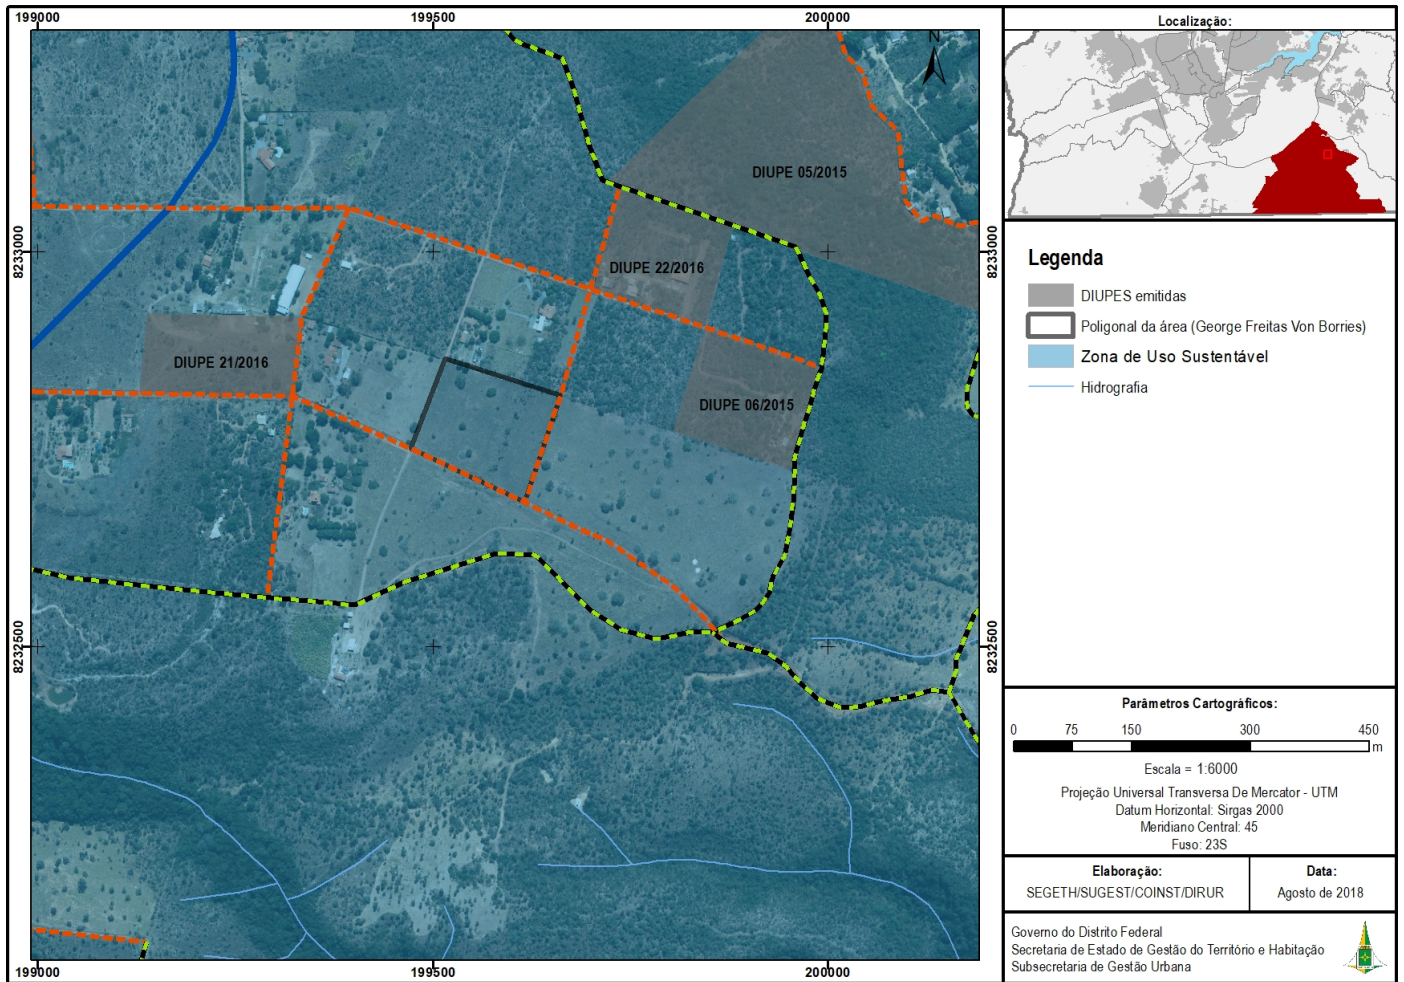 199000
199500
200000
8233000
8232500
N
DIUPE 05/2015
DIUPE 22/2016
DIUPE 21/2016
DIUPE 06/2015
8233000
8232500
199000
199500
200000
Localização:
Legenda
DIUPES emitidas
Poligonal da área (George Freitas Von Borries)
Zona de Uso Sustentável
Hidrografia
Parâmetros Cartográficos:
0 75 150 300 450
m
Escala = 1:6000
Projeção Universal Transversa De Mercator - UTM
Datum Horizontal: Sirgas 2000
Meridiano Central: 45
Fuso: 23S
Elaboração:
SEGETH/SUGEST/COINST/DIRUR
Data:
Agosto de 2018
Governo do Distrito Federal
Secretaria de Estado de Gestão do Território e Habitação
Subsecretaria de Gestão Urbana